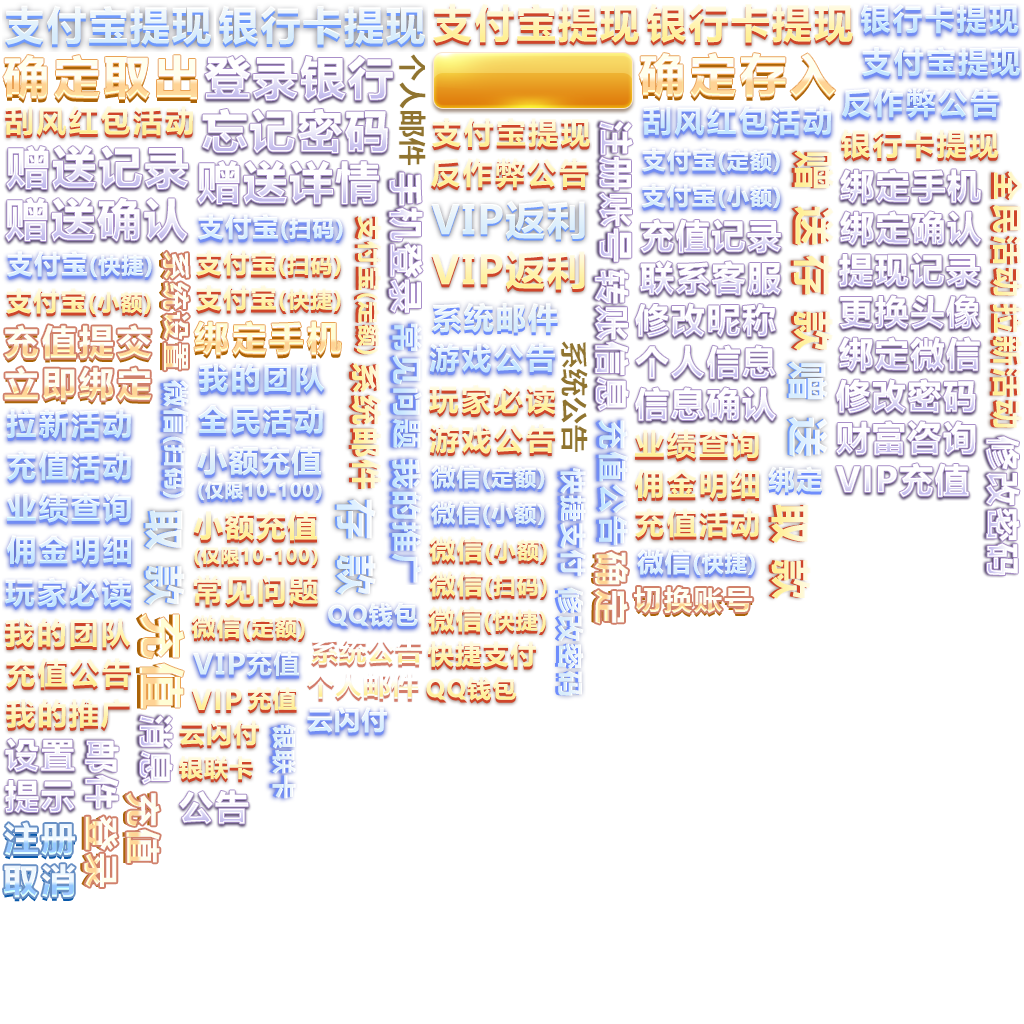 支付宝提现
银行卡提现
支付宝提现
银行卡提现
银行卡提现
确定取出
登录银行
个人邮件
确定存入
支付宝提现
刮风红包活动
忘记密码
支付宝提现
注册账号
刮风红包活动
反作弊公告
赠送记录
赠送详情
手机登录
反作弊公告
支付宝(定额)
赠送存款
银行卡提现
赠送确认
支付宝(扫码)
支付宝(定额)
VIP返利
支付宝(小额)
绑定手机
全民活动
支付宝(快捷)
系统设置
支付宝(扫码)
VIP返利
充值记录
绑定确认
支付宝(小额)
支付宝(快捷)
转账信息
联系客服
提现记录
充值提交
绑定手机
常见问题
系统邮件
修改昵称
更换头像
拉新活动
立即绑定
微信(扫码)
我的团队
系统邮件
游戏公告
系统公告
个人信息
赠送
绑定微信
拉新活动
全民活动
玩家必读
信息确认
修改密码
充值活动
小额充值
(仅限10-100)
我的推广
游戏公告
充值公告
业绩查询
财富咨询
修改密码
业绩查询
取款
存款
微信(定额)
快捷支付
佣金明细
绑定
VIP充值
佣金明细
小额充值
(仅限10-100)
微信(小额)
充值活动
取款
玩家必读
常见问题
微信(小额)
确定
微信(快捷)
我的团队
充值
微信(定额)
QQ钱包
微信(扫码)
修改密码
切换账号
充值公告
VIP充值
系统公告
微信(快捷)
我的推广
VIP充值
个人邮件
快捷支付
设置
邮件
消息
云闪付
银联卡
云闪付
QQ钱包
提示
银联卡
注册
登录
充值
公告
取消